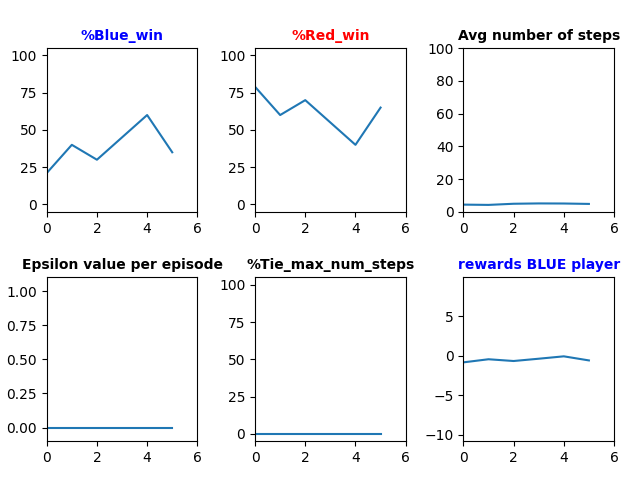 %Blue_win %Red_win Avg number of steps
100 100 100
75 75 80
50 50 60
25 25 40
0 0 20
0
0 2 4 6 0 2 4 6 0 2 4 6
Epsilon value per episode %Tie_max_num_steps rewards BLUE player
1.00 100 5
0.75 75 0
0.50 50 −5
0.25 25 −10
0.00 0
0 2 4 6 0 2 4 6 0 2 4 6